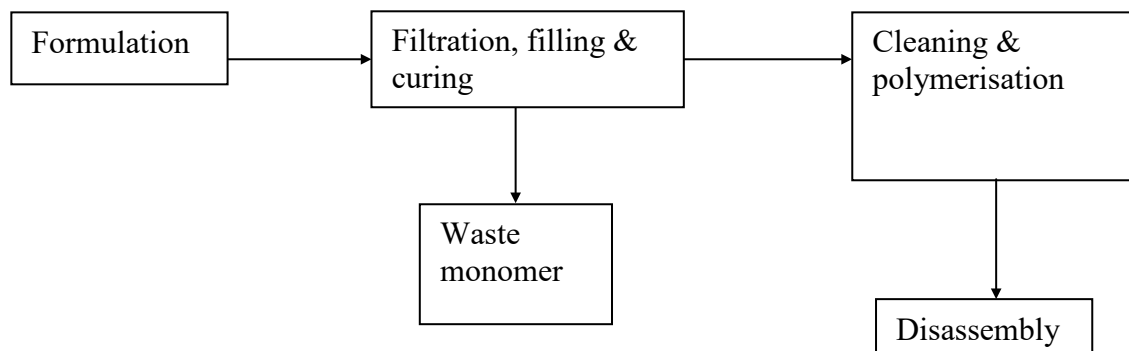 Formulation
Filtration, filling &
curing
Cleaning &
polymerisation
Waste
monomer
Disassembly